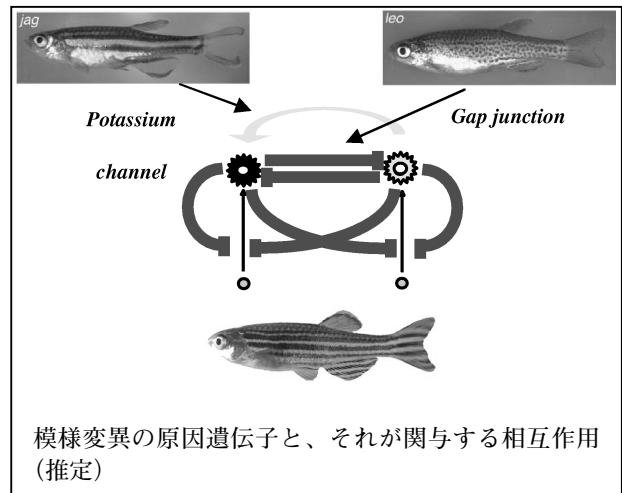 jag
leo
Potassium
Gap junction
channel
模様変異の原因遺伝子と、それが関与する相互作用
(推定)